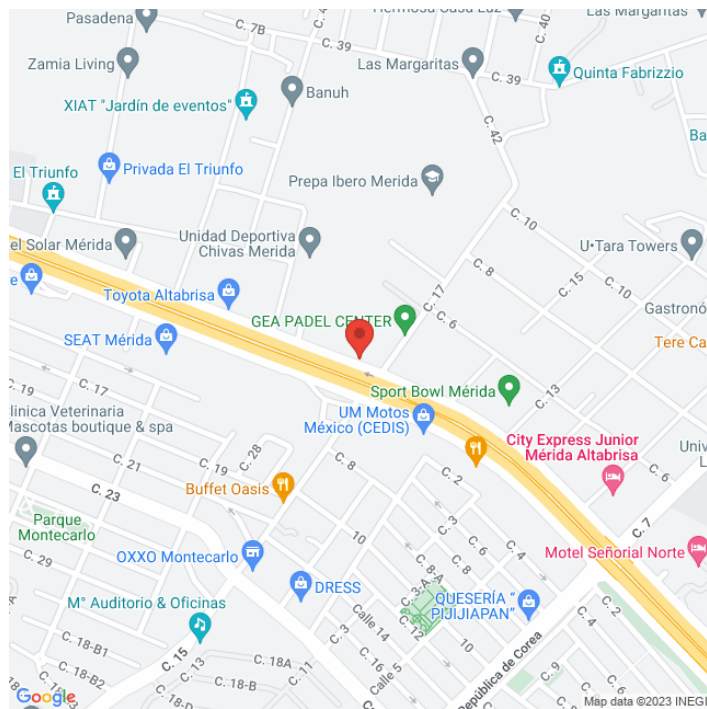 Hermosa Casa Luz
Las Margaritas
Pasadena
C. 7B
C. 39
C. 40
Zamia Living
Las Margaritas
C. 39
Quinta Fabrizzio
XIAT "Jardín de eventos"
Banuh
C. 42
Ba
Privada El Triunfo
El Triunfo
Prepa Ibero Merida
C. 10
el Solar Mérida
Unidad Deportiva
Chivas Merida
U•Tara Towers
C. 8
C. 15
C. 10
e
Toyota Altabrisa
C. 17
C. 6
Gastronó
GEA PADEL CENTER
SEAT Mérida
Tere Ca
C. 19
C. 17
Sport Bowl Mérida
C. 13
Clinica Veterinaria
Mascotas boutique & spa
UM Motos
México (CEDIS)
City Express Junior
Mérida Altabrisa
Univ
L
C. 28
C. 19
C. 21
C. 8
C. 6
C. 23
Buffet Oasis
C. 2
Parque
Montecarlo
C. 3
C. 7
10
C. 6
C. 4
C. 29
OXXO Montecarlo
C. 8-A
Motel Señorial Norte
DRESS
C. 3-A
QUESERÍA “
PIJIJIAPAN”
M° Auditorio & Oficinas
Calle 14
C. 12
C. 2
C. 3
10
C. 4
C. 18-B1
C. 15
C. 13
C. 18A
C. 11
C. 16
Calle 5
República de Corea
C. 18-B2
C. 18-B
C. 9
C. 18-D
Google
Map data ©2023 INEGI